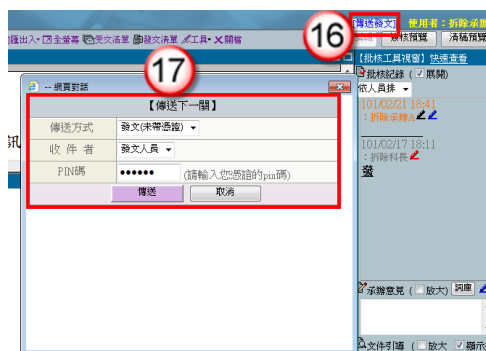 [傳送發文] 使用者：拆除承辦
16
匯出入 全螢幕 受文清單 發文清單 工具 關檔
簽核預覽 清稿預覽
17
【批核工具視窗】快速查看
-- 網頁對話
批核記錄 ( 展開)
依人員排
【傳送下一關】
101/02/21 18:41
：拆除承辦A
傳送方式 發文(未帶憑證)
收 件 者 發文人員
101/02/17 18:11
：拆除科長
發
PIN碼 •••••• (請輸入您憑證的pin碼)
傳送 取消
訊
承辦意見 ( 放大) 詞庫
文件引導 ( 放大 顯示